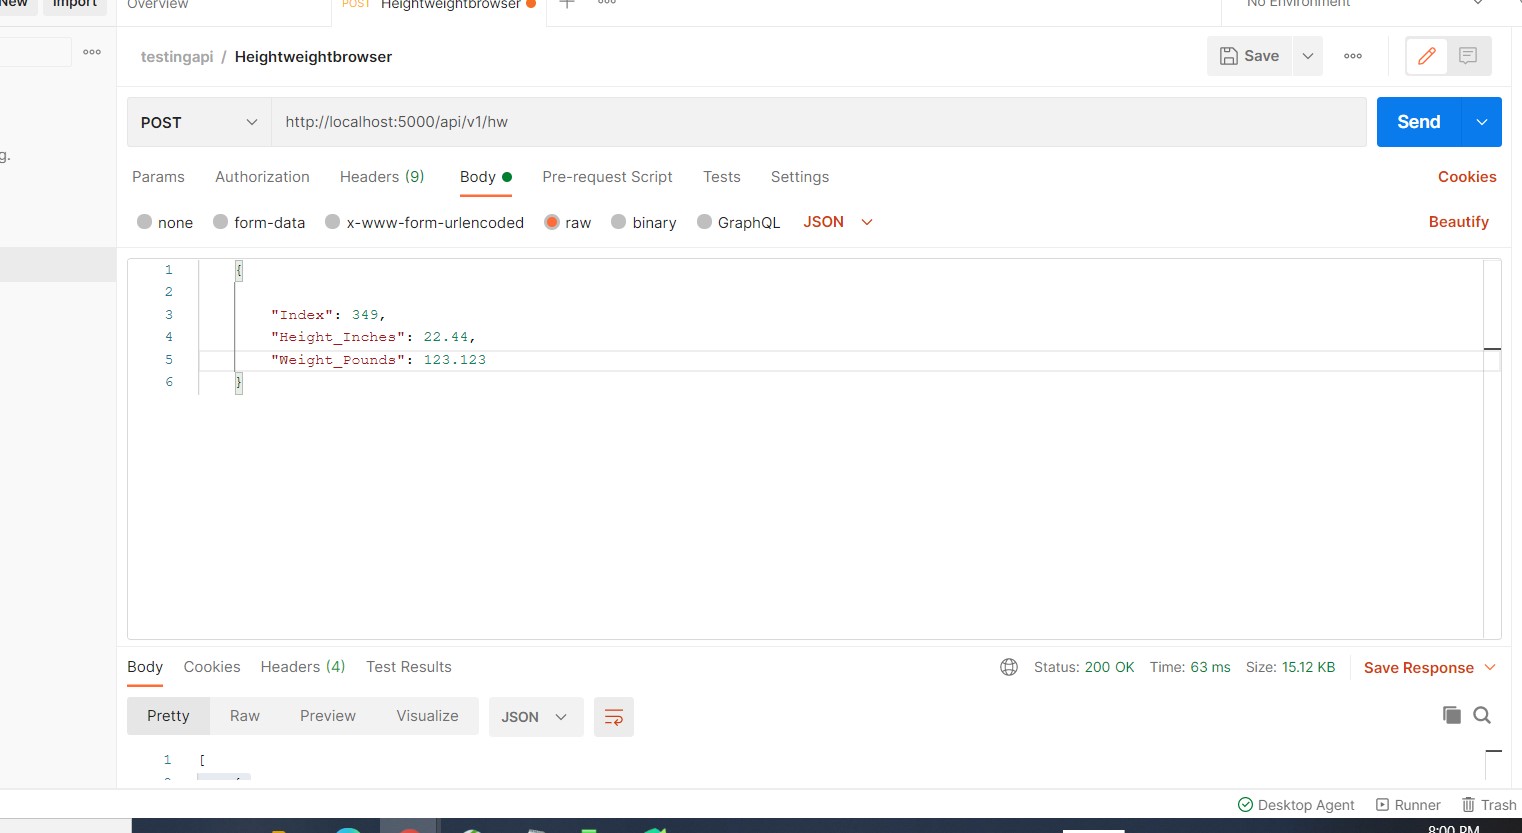 New Import Overview POST Heightweightbrowser No Environment
testingapi / Heightweightbrowser Save
g.
POST http://localhost:5000/api/v1/hw Send
Params Authorization Headers (9) Body Pre-request Script Tests Settings Cookies
none form-data x-www-form-urlencoded raw binary GraphQL JSON Beautify
1 {
2
3 "Index": 349,
4 "Height_Inches": 22.44,
5 "Weight_Pounds": 123.123
6 }
Body Cookies Headers (4) Test Results Status: 200 OK Time: 63 ms Size: 15.12 KB Save Response
Pretty Raw Preview Visualize JSON
1 [
Desktop Agent Runner Trash
8:00 PM